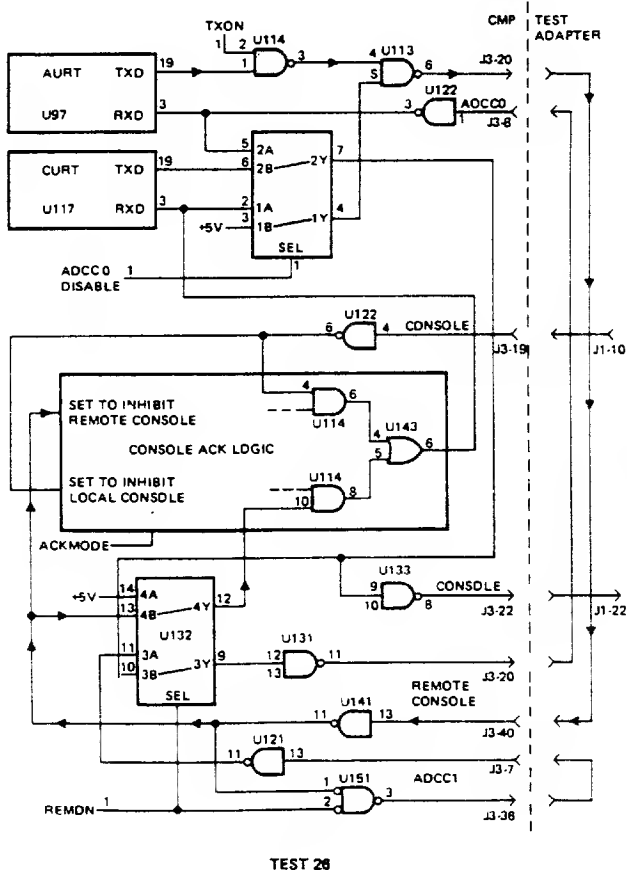 TXON
CMP
TEST
ADAPTER
1
2
U114
3
4
U113
6
J3-20
19
1
S
AURT TXD
U97 RXD
3
U122
3
AOCC0
1
J3-8
CURT TXD
19
U117 RXD
3
5 2A
6 2B
2Y 7
2 1A
3 1B
1Y 4
+5V
SEL
1
ADCC0 1
DISABLE
U122
6
4
CONSOLE
J3-19
J1-10
SET TO INHIBIT
REMOTE CONSOLE
4
6
U114
CONSOLE ACK LOGIC
4
5
U143
6
SET TO INHIBIT
LOCAL CONSOLE
U114
10
8
ACKMODE
+5V
14 4A
13 4B
4Y 12
U132
11 3A
10 3B
3Y 9
SEL
U133
9
10
8
CONSOLE
J3-22
J1-22
U131
12
13
11
J3-20
REMOTE
CONSOLE
U141
11
13
J3-40
U121
11
13
J3-7
U151
1
2
3
ADCC1
J3-36
REMDN 1
TEST 26